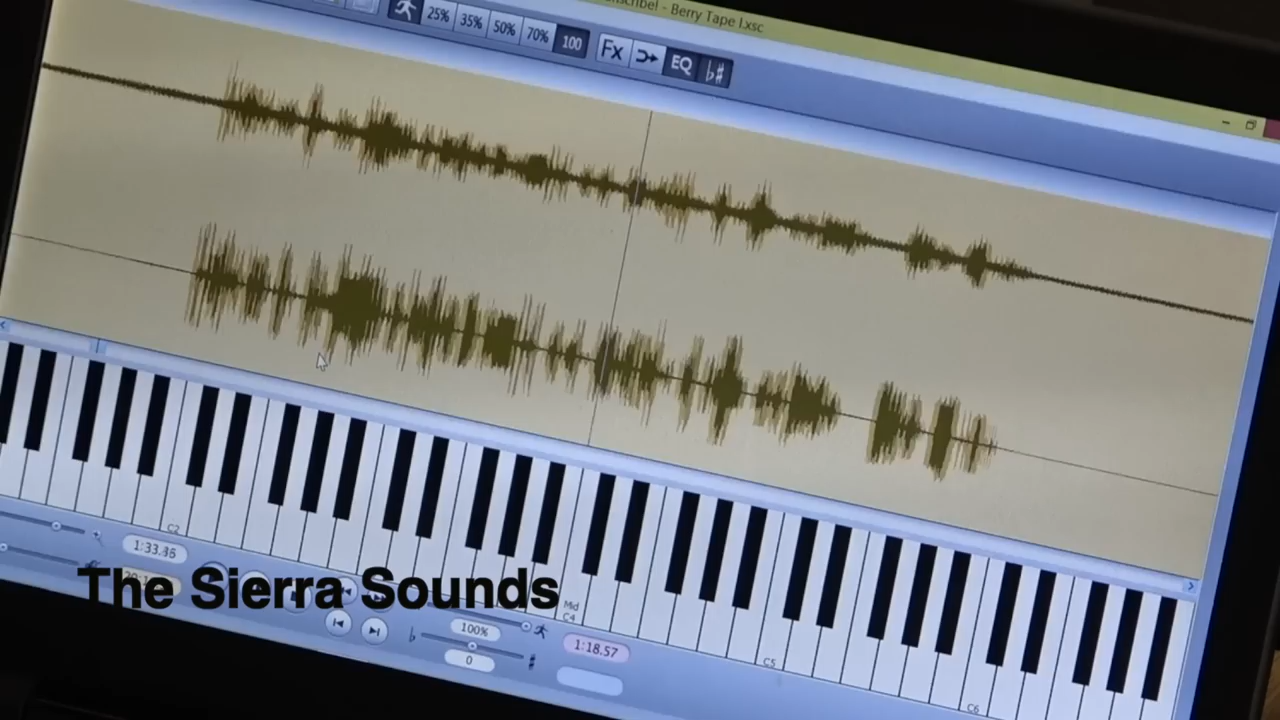 - Berry Tape I.xsc
25% 35% 50% 70% 100 Fx EQ ♭♯
C2
1:33.86
The Sierra Sounds
Mid
C4
100%
0
♭ ♯
1:18.57
C5
C6